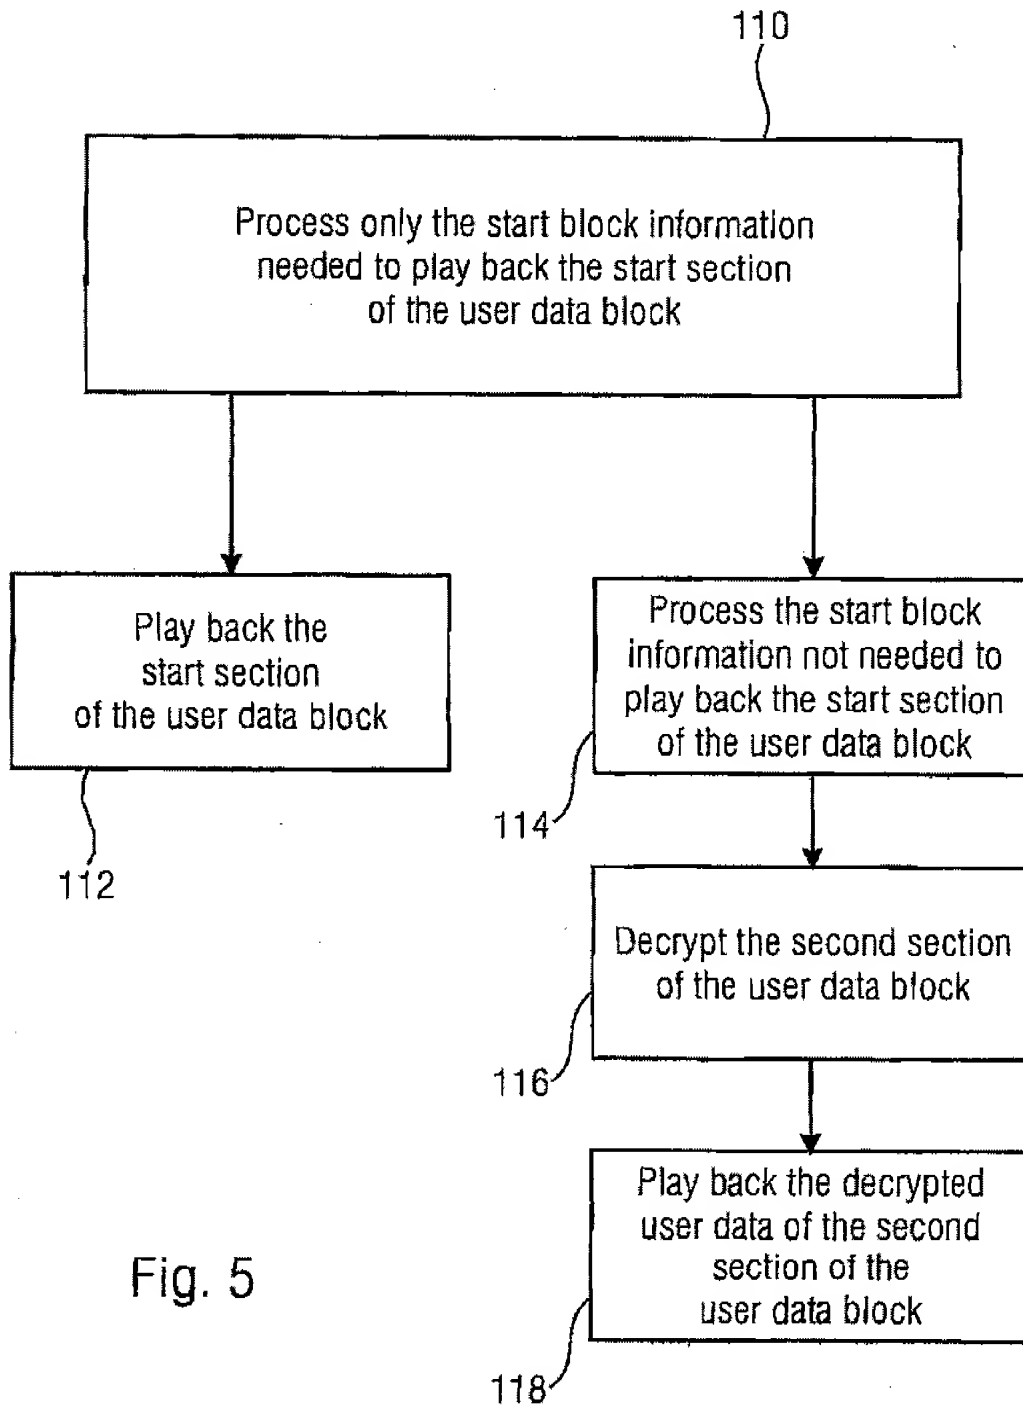 110
Process only the start block information
needed to play back the start section
of the user data block
Play back the
start section
of the user data block
112
Process the start block
information not needed to
play back the start section
of the user data block
114
Decrypt the second section
of the user data block
116
Play back the decrypted
user data of the second
section of the
user data block
118
Fig. 5